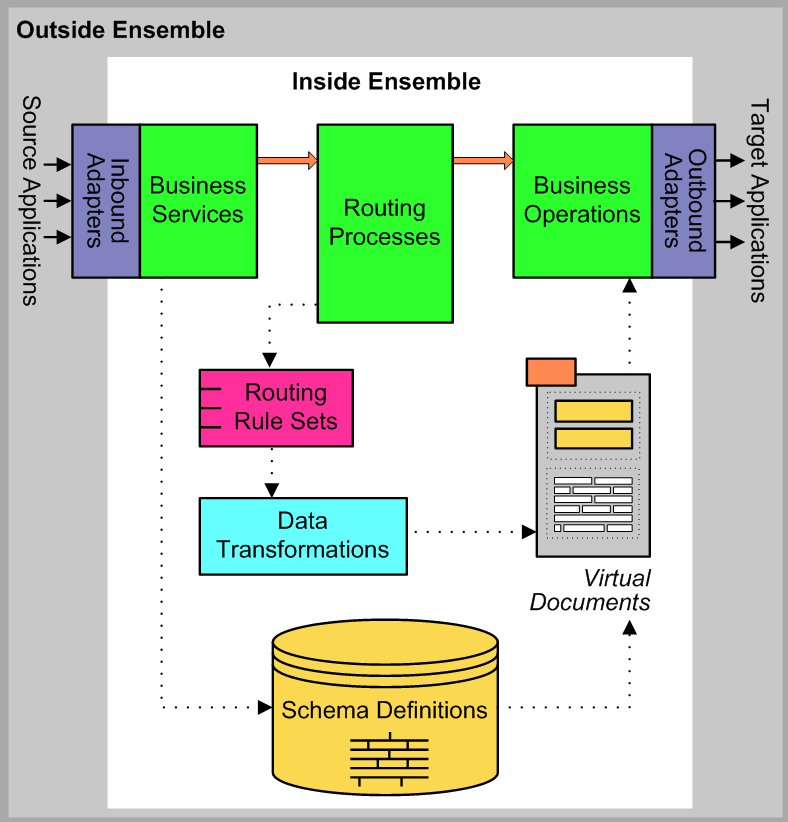 Outside Ensemble
Inside Ensemble
Source Applications
Inbound
Adapters
Business
Services
Routing
Processes
Business
Operations
Outbound
Adapters
Target Applications
Routing
Rule Sets
Data
Transformations
Virtual
Documents
Schema Definitions